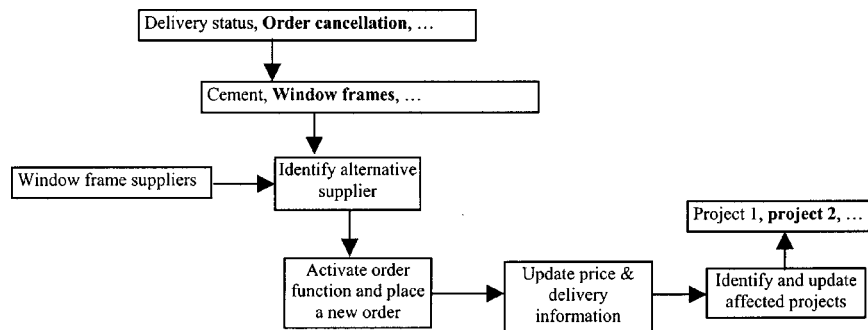 Delivery status, Order cancellation, …
Cement, Window frames, …
Identify alternative
supplier
Window frame suppliers
Project 1, project 2, …
Activate order
function and place
a new order
Update price &
delivery
information
Identify and update
affected projects